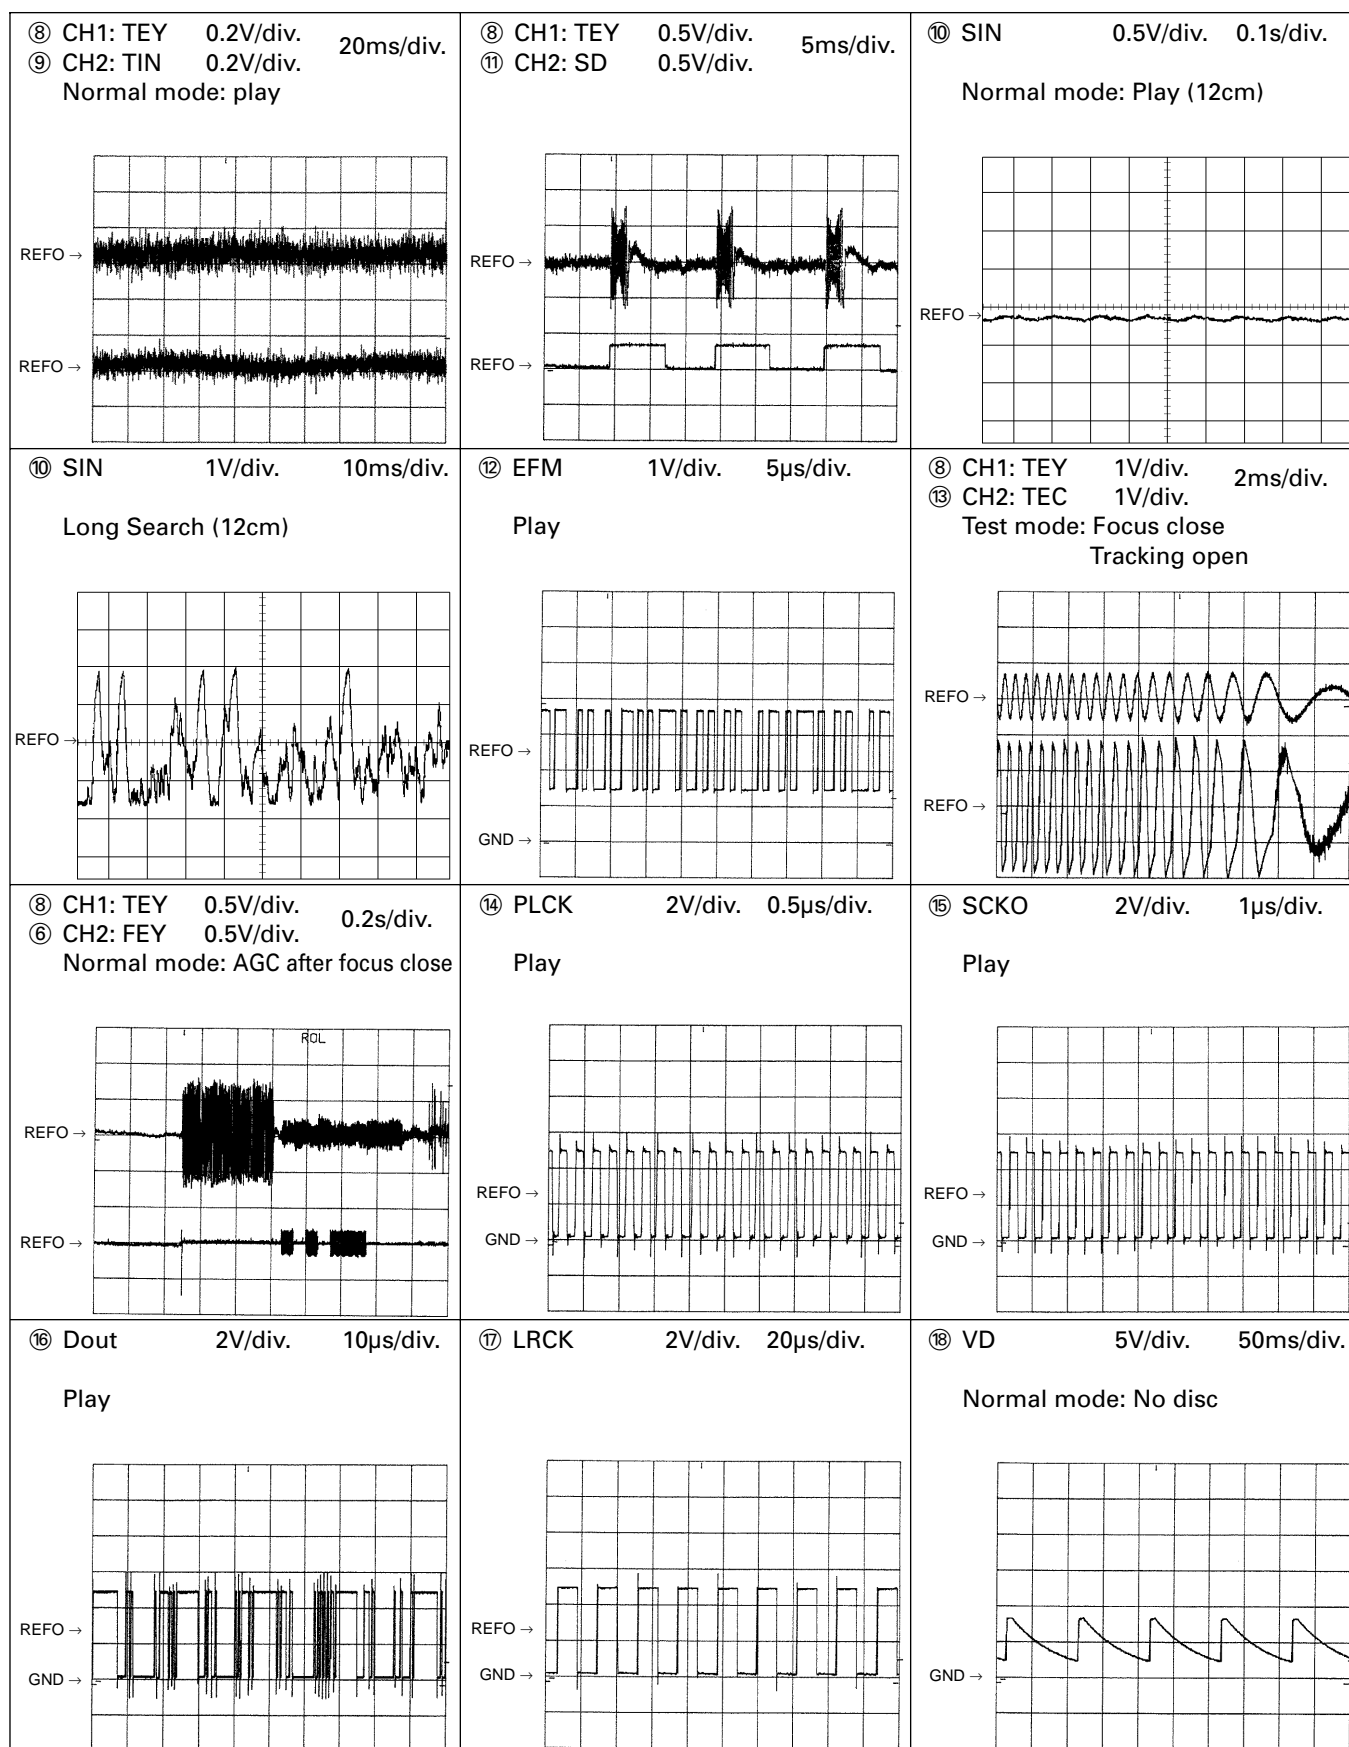 ⑧ CH1: TEY 0.2V/div. 20ms/div.
⑨ CH2: TIN 0.2V/div.
Normal mode: play
REFO →
REFO →
⑧ CH1: TEY 0.5V/div. 5ms/div.
⑪ CH2: SD 0.5V/div.
REFO →
REFO →
⑩ SIN 0.5V/div. 0.1s/div.
Normal mode: Play (12cm)
REFO →
⑩ SIN 1V/div. 10ms/div.
Long Search (12cm)
REFO →
⑫ EFM 1V/div. 5µs/div.
Play
REFO →
GND →
⑧ CH1: TEY 1V/div. 2ms/div.
⑬ CH2: TEC 1V/div.
Test mode: Focus close
Tracking open
REFO →
REFO →
⑧ CH1: TEY 0.5V/div. 0.2s/div.
⑥ CH2: FEY 0.5V/div.
Normal mode: AGC after focus close
ROL
REFO →
REFO →
⑭ PLCK 2V/div. 0.5µs/div.
Play
REFO →
GND →
⑮ SCKO 2V/div. 1µs/div.
Play
REFO →
GND →
⑯ Dout 2V/div. 10µs/div.
Play
REFO →
GND →
⑰ LRCK 2V/div. 20µs/div.
REFO →
GND →
⑱ VD 5V/div. 50ms/div.
Normal mode: No disc
GND →